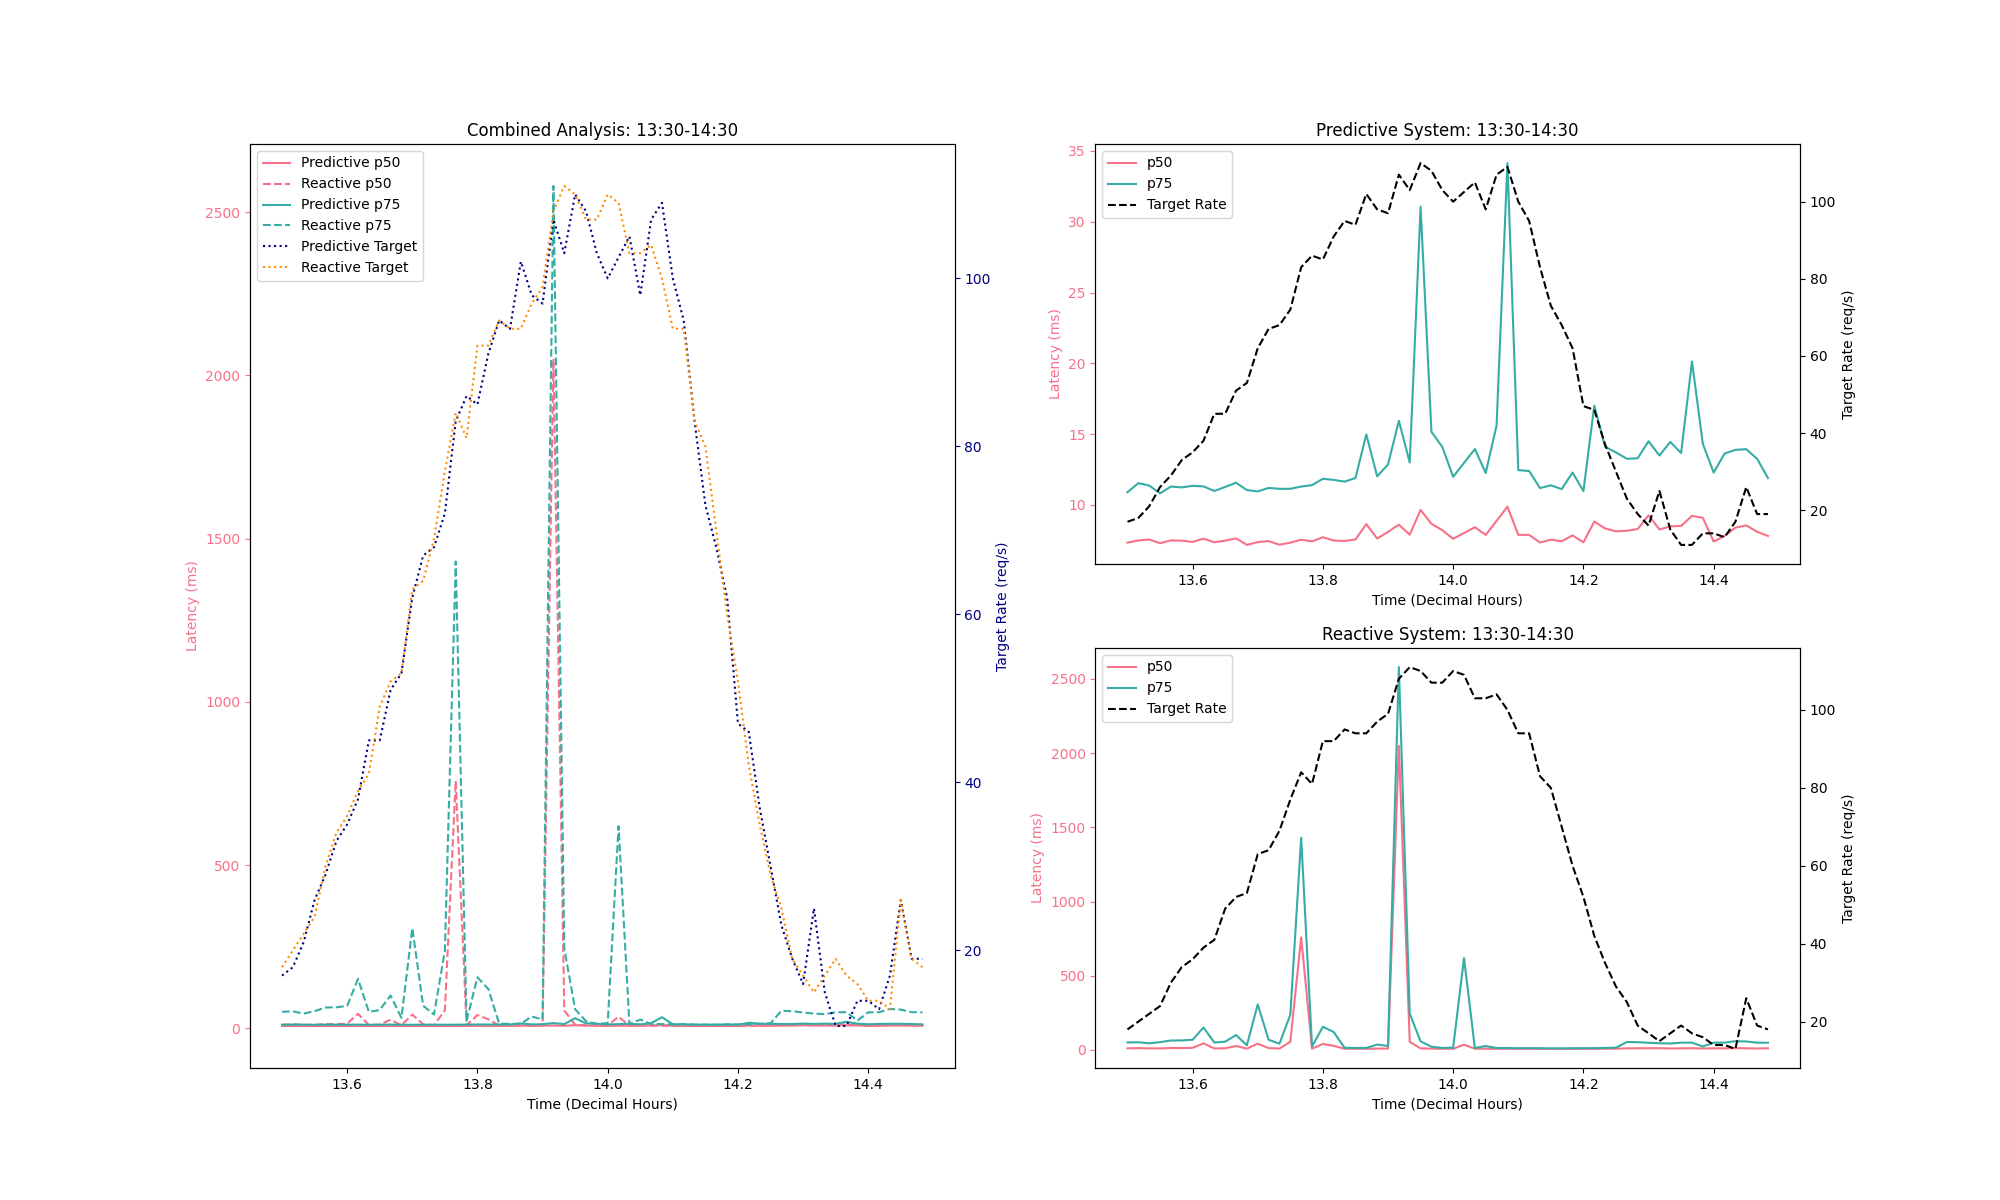 Combined Analysis: 13:30-14:30
Predictive p50
Reactive p50
Predictive p75
Reactive p75
Predictive Target
Reactive Target
2500
2000
1500
1000
500
0
Latency (ms)
100
80
60
40
20
Target Rate (req/s)
13.6 13.8 14.0 14.2 14.4
Time (Decimal Hours)
Predictive System: 13:30-14:30
p50
p75
Target Rate
35
30
25
20
15
10
Latency (ms)
100
80
60
40
20
Target Rate (req/s)
13.6 13.8 14.0 14.2 14.4
Time (Decimal Hours)
Reactive System: 13:30-14:30
p50
p75
Target Rate
2500
2000
1500
1000
500
0
Latency (ms)
100
80
60
40
20
Target Rate (req/s)
13.6 13.8 14.0 14.2 14.4
Time (Decimal Hours)